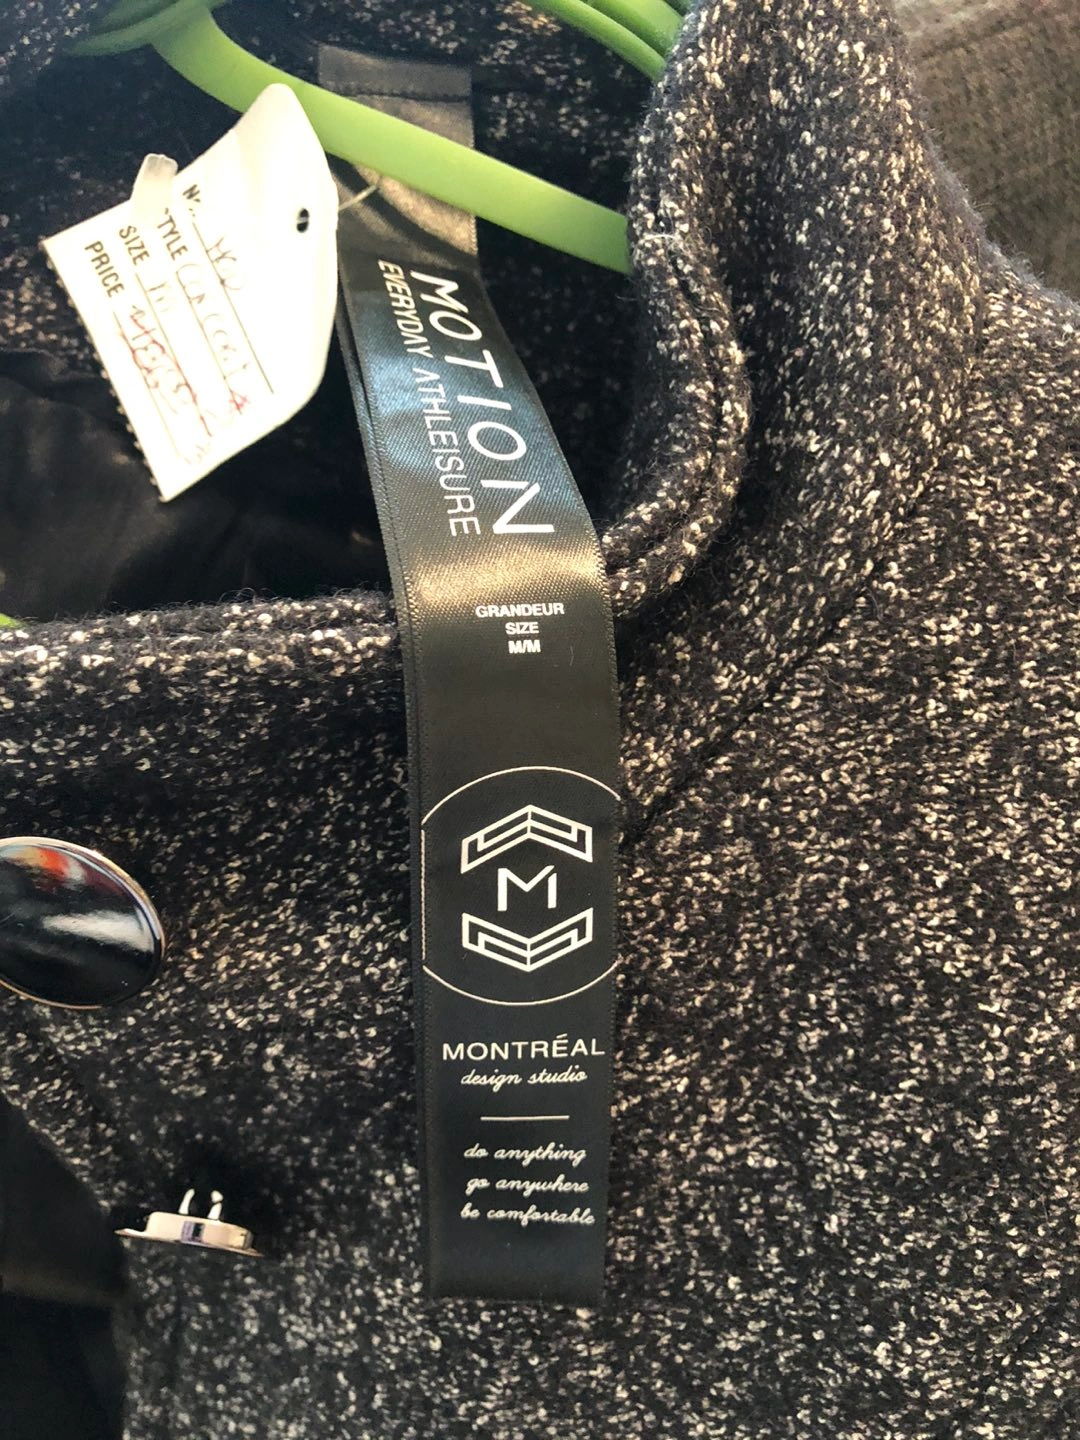 STYLE
SIZE M
PRICE
MOTION
EVERYDAY ATHLEISURE
GRANDEUR
SIZE
M/M
M
MONTRÉAL
design studio
do anything
go anywhere
be comfortable